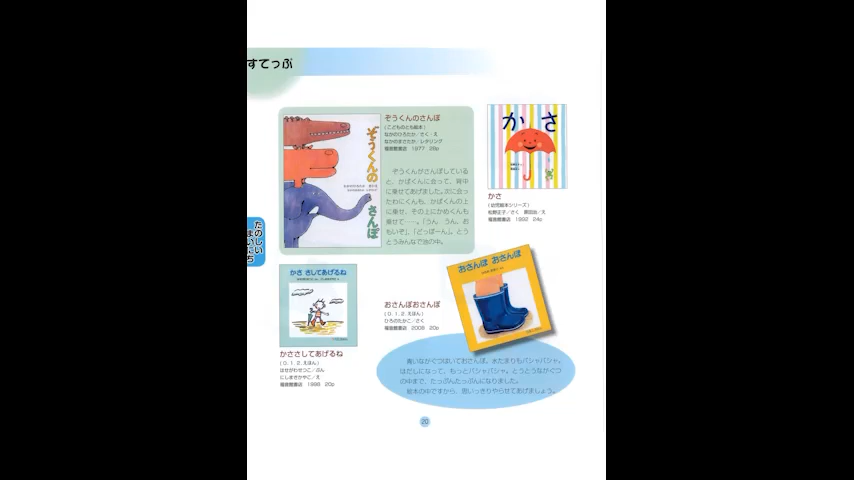 すてっぷ
ぞうくんのさんぽ
ぞうくんのさんぽ
(こどものとも絵本)
なかのひろたか/さく・え
なかのまさたか/レタリング
福音館書店 1977 28p
ぞうくんがさんぽしている
と、かばくんに会って、背中
に乗せてあげました。次に会っ
たわにくんも、かばくんの上
に乗せ、その上にかめくんも
乗せて――。「うん うん、お
もいぞ」、「どっぼーん」。とう
とうみんなで池の中。
かさ
かさ
(幼児絵本シリーズ)
松野正子/さく 原田治/え
福音館書店 1992 24p
たのしい
まいにち
かささしてあげるね
かささしてあげるね
(0.1.2.えほん)
はせがわせつこ/ぶん
にしまきかやこ/え
福音館書店 1998 20p
おさんぽおさんぽ
おさんぽおさんぽ
(0.1.2.えほん)
ひろのたかこ/さく
福音館書店 2008 20p
青いながぐつはいておさんぽ。水たまりもバシャバシャ。
はだしになって、もっとバシャバシャ。とうとうながぐつ
の中まで、たっぷんたっぷんになりました。
絵本の中ですから、思いっきりやらせてあげましょう。
20